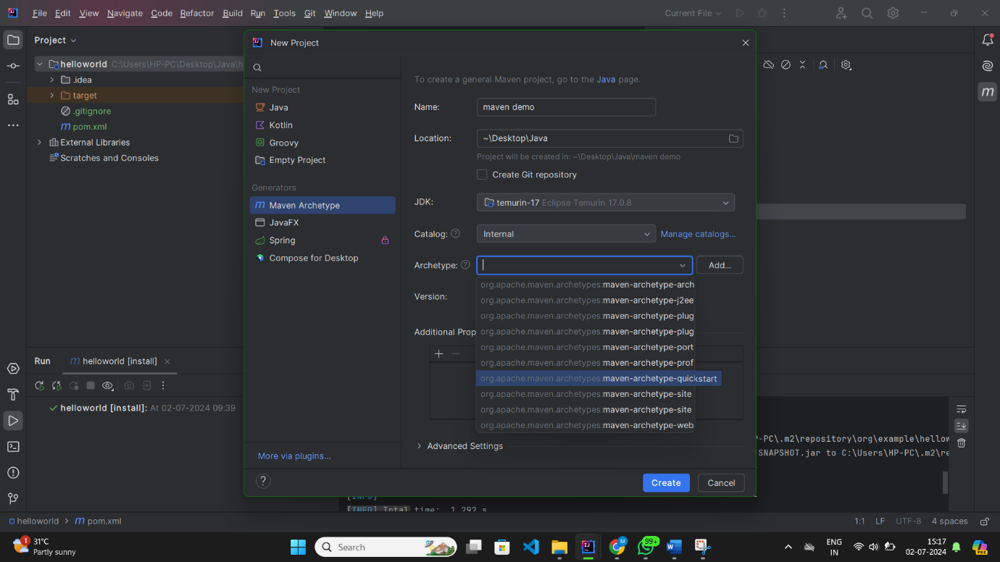 File Edit View Navigate Code Refactor Build Run Tools Git Window Help
Current File
Project
helloworld C:\Users\HP-PC\Desktop\Java\h
.idea
target
.gitignore
pom.xml
External Libraries
Scratches and Consoles
New Project
New Project
Java
Kotlin
Groovy
Empty Project
Generators
Maven Archetype
JavaFX
Spring
Compose for Desktop
More via plugins...
To create a general Maven project, go to the Java page.
Name: maven demo
Location: ~\Desktop\Java
Project will be created in: ~\Desktop\Java\maven demo
Create Git repository
JDK: temurin-17 Eclipse Temurin 17.0.8
Catalog: Internal Manage catalogs...
Archetype: Add...
Version:
Additional Prop
org.apache.maven.archetypes:maven-archetype-arch
org.apache.maven.archetypes:maven-archetype-j2ee
org.apache.maven.archetypes:maven-archetype-plug
org.apache.maven.archetypes:maven-archetype-plug
org.apache.maven.archetypes:maven-archetype-port
org.apache.maven.archetypes:maven-archetype-prof
org.apache.maven.archetypes:maven-archetype-quickstart
org.apache.maven.archetypes:maven-archetype-site
org.apache.maven.archetypes:maven-archetype-site
org.apache.maven.archetypes:maven-archetype-web
Advanced Settings
Create Cancel
Run helloworld [install]
helloworld [install]: At 02-07-2024 09:39
P-PC\.m2\repository\org\example\hellow
SNAPSHOT.jar to C:\Users\HP-PC\.m2\re
[INFO]
[INFO] Total time: 1.292 s
helloworld > pom.xml
1:1 LF UTF-8 4 spaces
1
31°C
Partly sunny
Search
M
99+
ENG
IN
15:17
02-07-2024
PRE